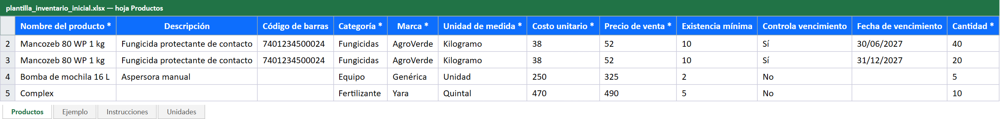 plantilla_inventario_inicial.xlsx — hoja Productos
Nombre del producto * Descripción Código de barras Categoría * Marca * Unidad de medida * Costo unitario * Precio de venta * Existencia mínima Controla vencimiento Fecha de vencimiento Cantidad *
2 Mancozeb 80 WP 1 kg Fungicida protectante de contacto 7401234500024 Fungicidas AgroVerde Kilogramo 38 52 10 Sí 30/06/2027 40
3 Mancozeb 80 WP 1 kg Fungicida protectante de contacto 7401234500024 Fungicidas AgroVerde Kilogramo 38 52 10 Sí 31/12/2027 20
4 Bomba de mochila 16 L Aspersora manual Equipo Genérica Unidad 250 325 2 No 5
5 Complex Fertilizante Yara Quintal 470 490 5 No 10
Productos Ejemplo Instrucciones Unidades